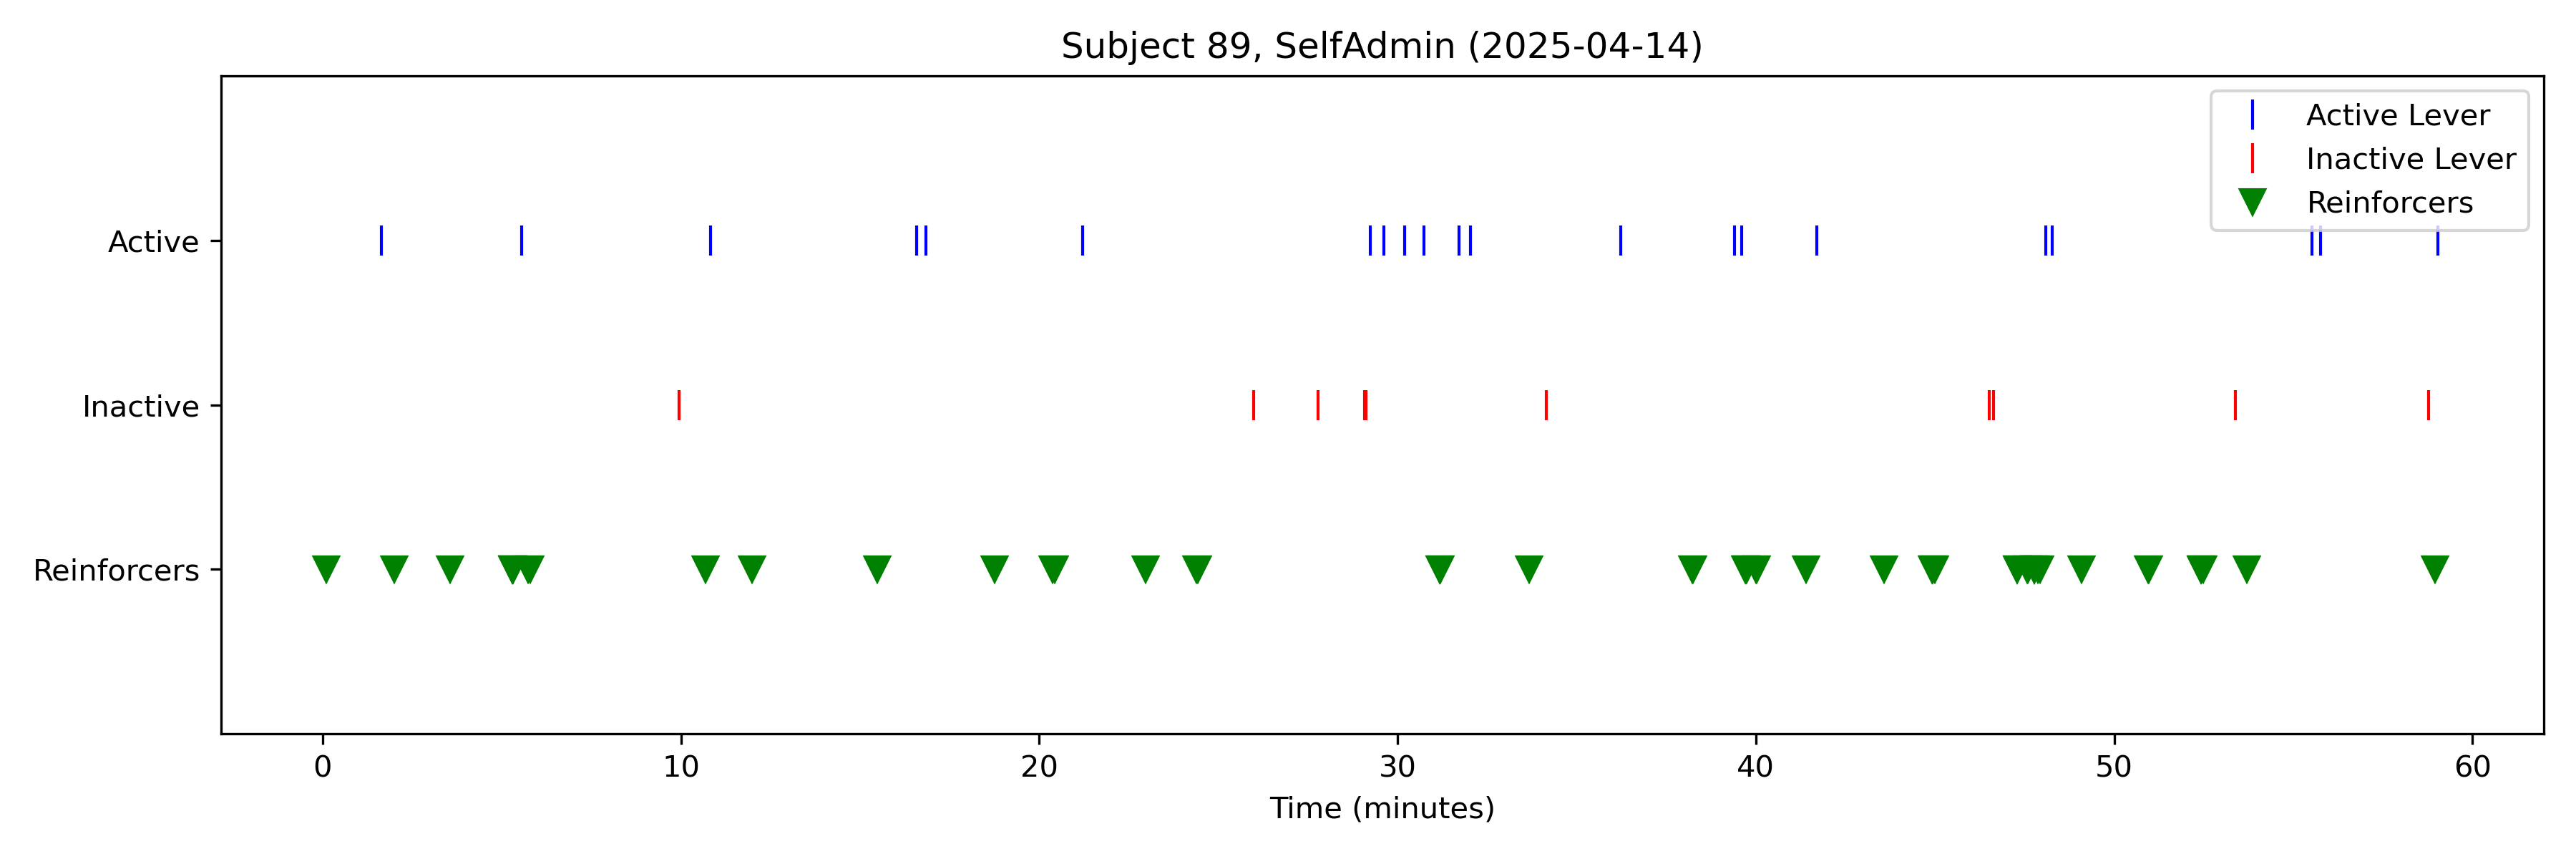 Subject 89, SelfAdmin (2025-04-14)
Active Lever
Inactive Lever
Reinforcers
Active
Inactive
Reinforcers
0 10 20 30 40 50 60
Time (minutes)